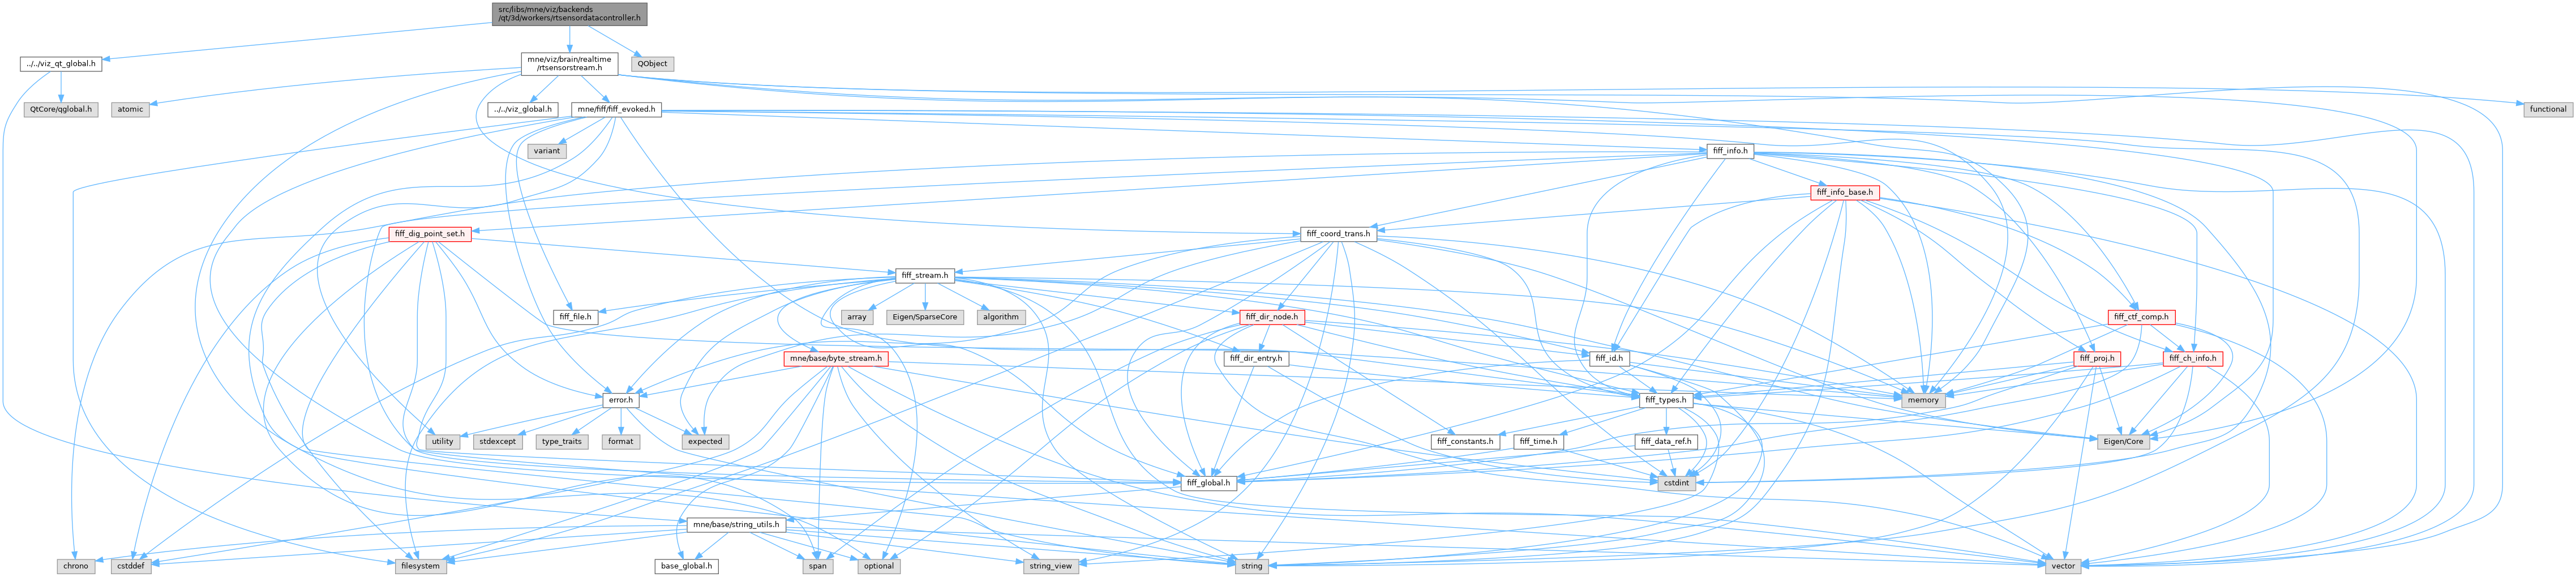 src/libs/mne/viz/backends
/qt/3d/workers/rtsensordatacontroller.h
../../viz_qt_global.h
mne/viz/brain/realtime
/rtsensorstream.h
QObject
QtCore/qglobal.h
atomic
../../viz_global.h
mne/fiff/fiff_evoked.h
functional
variant
fiff_info.h
fiff_info_base.h
fiff_dig_point_set.h
fiff_coord_trans.h
fiff_stream.h
fiff_file.h
array
Eigen/SparseCore
algorithm
fiff_dir_node.h
fiff_ctf_comp.h
mne/base/byte_stream.h
fiff_dir_entry.h
fiff_id.h
fiff_proj.h
fiff_ch_info.h
error.h
fiff_types.h
memory
utility
stdexcept
type_traits
format
expected
fiff_constants.h
fiff_time.h
fiff_data_ref.h
Eigen/Core
fiff_global.h
cstdint
mne/base/string_utils.h
chrono
cstddef
filesystem
base_global.h
span
optional
string_view
string
vector